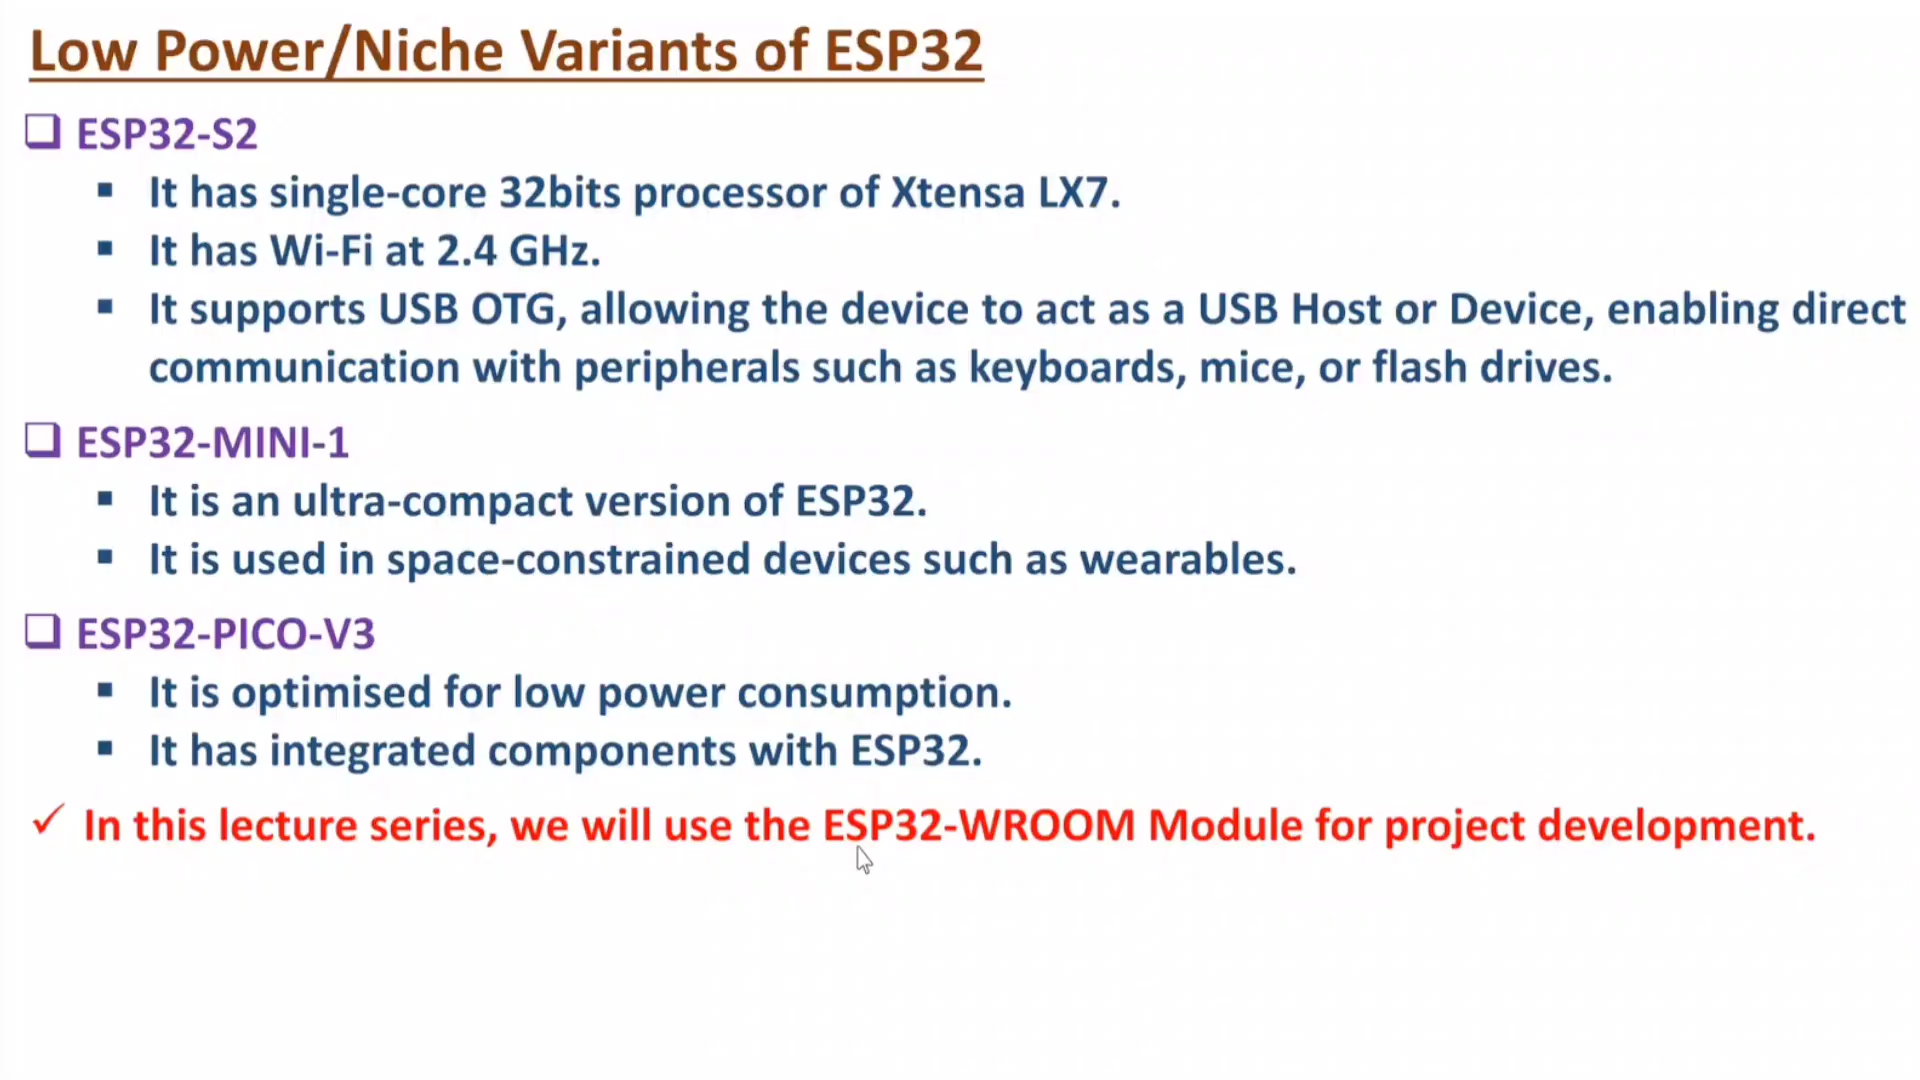 Low Power/Niche Variants of ESP32
ESP32-S2
It has single-core 32bits processor of Xtensa LX7.
It has Wi-Fi at 2.4 GHz.
It supports USB OTG, allowing the device to act as a USB Host or Device, enabling direct
communication with peripherals such as keyboards, mice, or flash drives.
ESP32-MINI-1
It is an ultra-compact version of ESP32.
It is used in space-constrained devices such as wearables.
ESP32-PICO-V3
It is optimised for low power consumption.
It has integrated components with ESP32.
In this lecture series, we will use the ESP32-WROOM Module for project development.